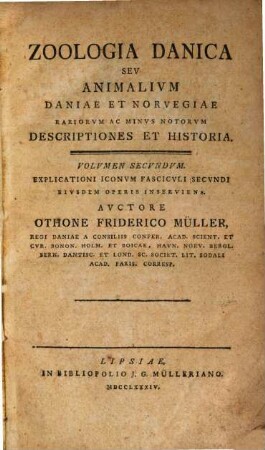 ZOOLOGIA DANICA
SEV
ANIMALIVM
DANIAE ET NORVEGIAE
RARIORVM AC MINVS NOTORVM
DESCRIPTIONES ET HISTORIA.
VOLVMEN SECVNDVM.
EXPLICATIONI ICONVM FASCICVLI SECVNDI
EIVSDEM OPERIS INSERVIENS.
AVCTORE
OTHONE FRIDERICO MÜLLER,
REGI DANIAE A CONSILIIS CONFER. ACAD. SCIENT. ET
CVR. BONON. HOLM. ET BOICAE, HAVN. NORV. BEROL.
BERN. DANTISC. ET LVND. SC. SOCIET. LIT. SODALI
ACAD. PARIS. CORRESP.
LIPSIAE,
IN BIBLIOPOLIO J. G. MÜLLERIANO.
MDCCLXXXIV.